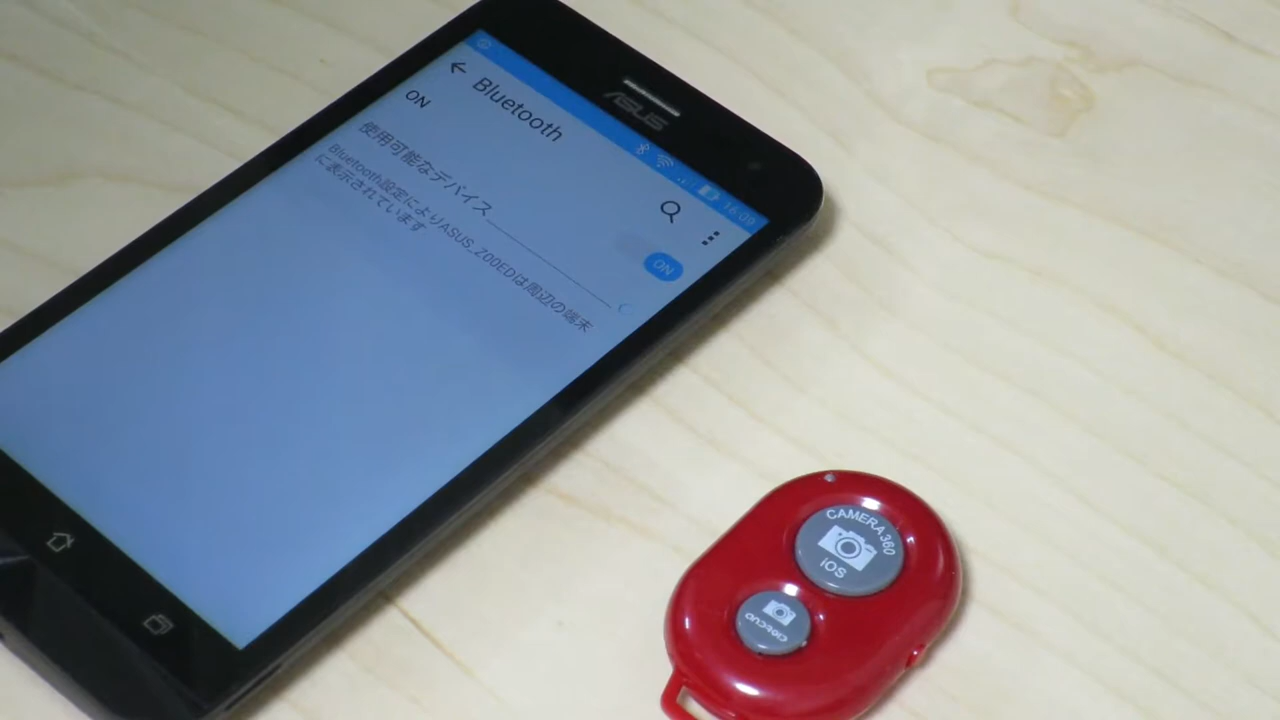 ASUS
16:09
Bluetooth
ON
ON
使用可能なデバイス
Bluetooth設定によりASUS_Z00EDは周辺の端末
に表示されています
CAMERA 360
iOS
ANDROID